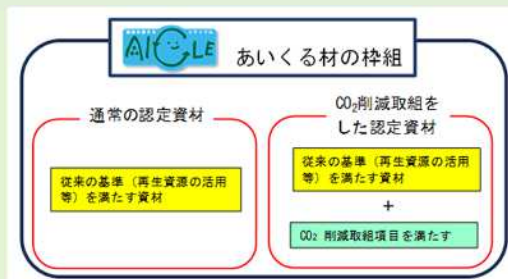 AICLE あいくる材の枠組
通常の認定資材
従来の基準（再生資源の活用
等）を満たす資材
CO₂削減取組を
した認定資材
従来の基準（再生資源の活用
等）を満たす資材
+
CO₂ 削減取組項目を満たす